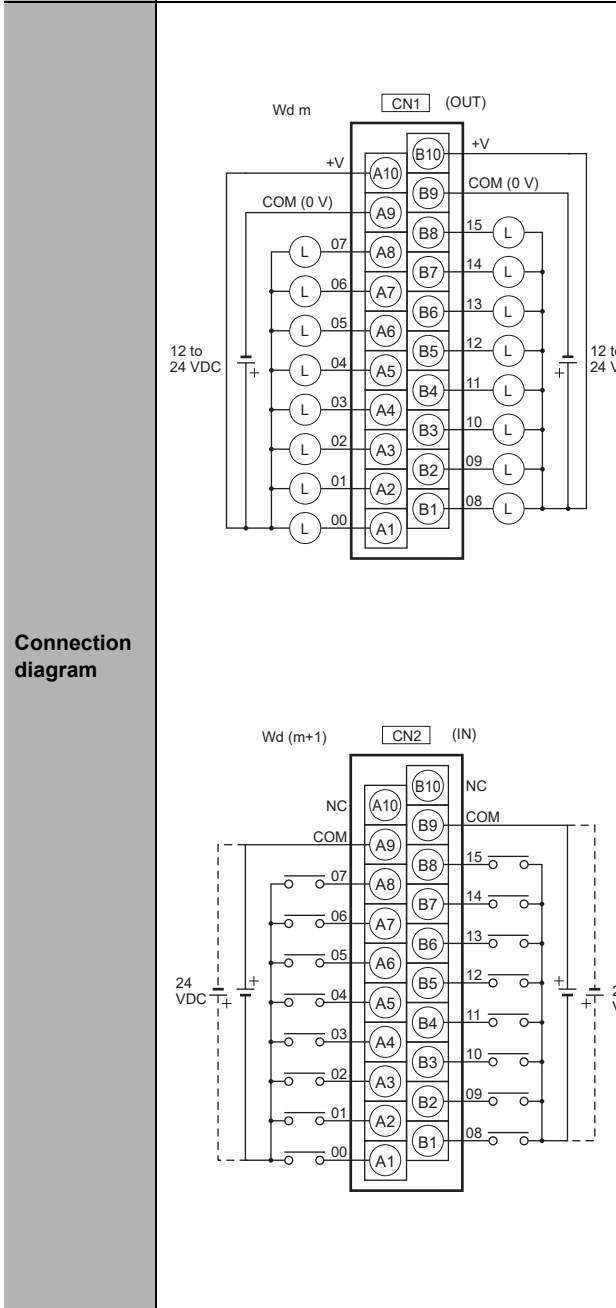 Connection
diagram
Wd m
CN1 (OUT)
+V
A10
B10
+V
COM (0 V)
A9
B9
COM (0 V)
L 07
A8
B8
15 L
L 06
A7
B7
14 L
L 05
A6
B6
13 L
12 to
24 VDC
+
L 04
A5
B5
12 L
+
12 t
24 V
L 03
A4
B4
11 L
L 02
A3
B3
10 L
L 01
A2
B2
09 L
L 00
A1
B1
08 L
Wd (m+1)
CN2 (IN)
NC
A10
B10
NC
COM
A9
B9
COM
07
A8
B8
15
06
A7
B7
14
05
A6
B6
13
24
VDC
+
+
04
A5
B5
12
+
+
03
A4
B4
11
02
A3
B3
10
01
A2
B2
09
00
A1
B1
08